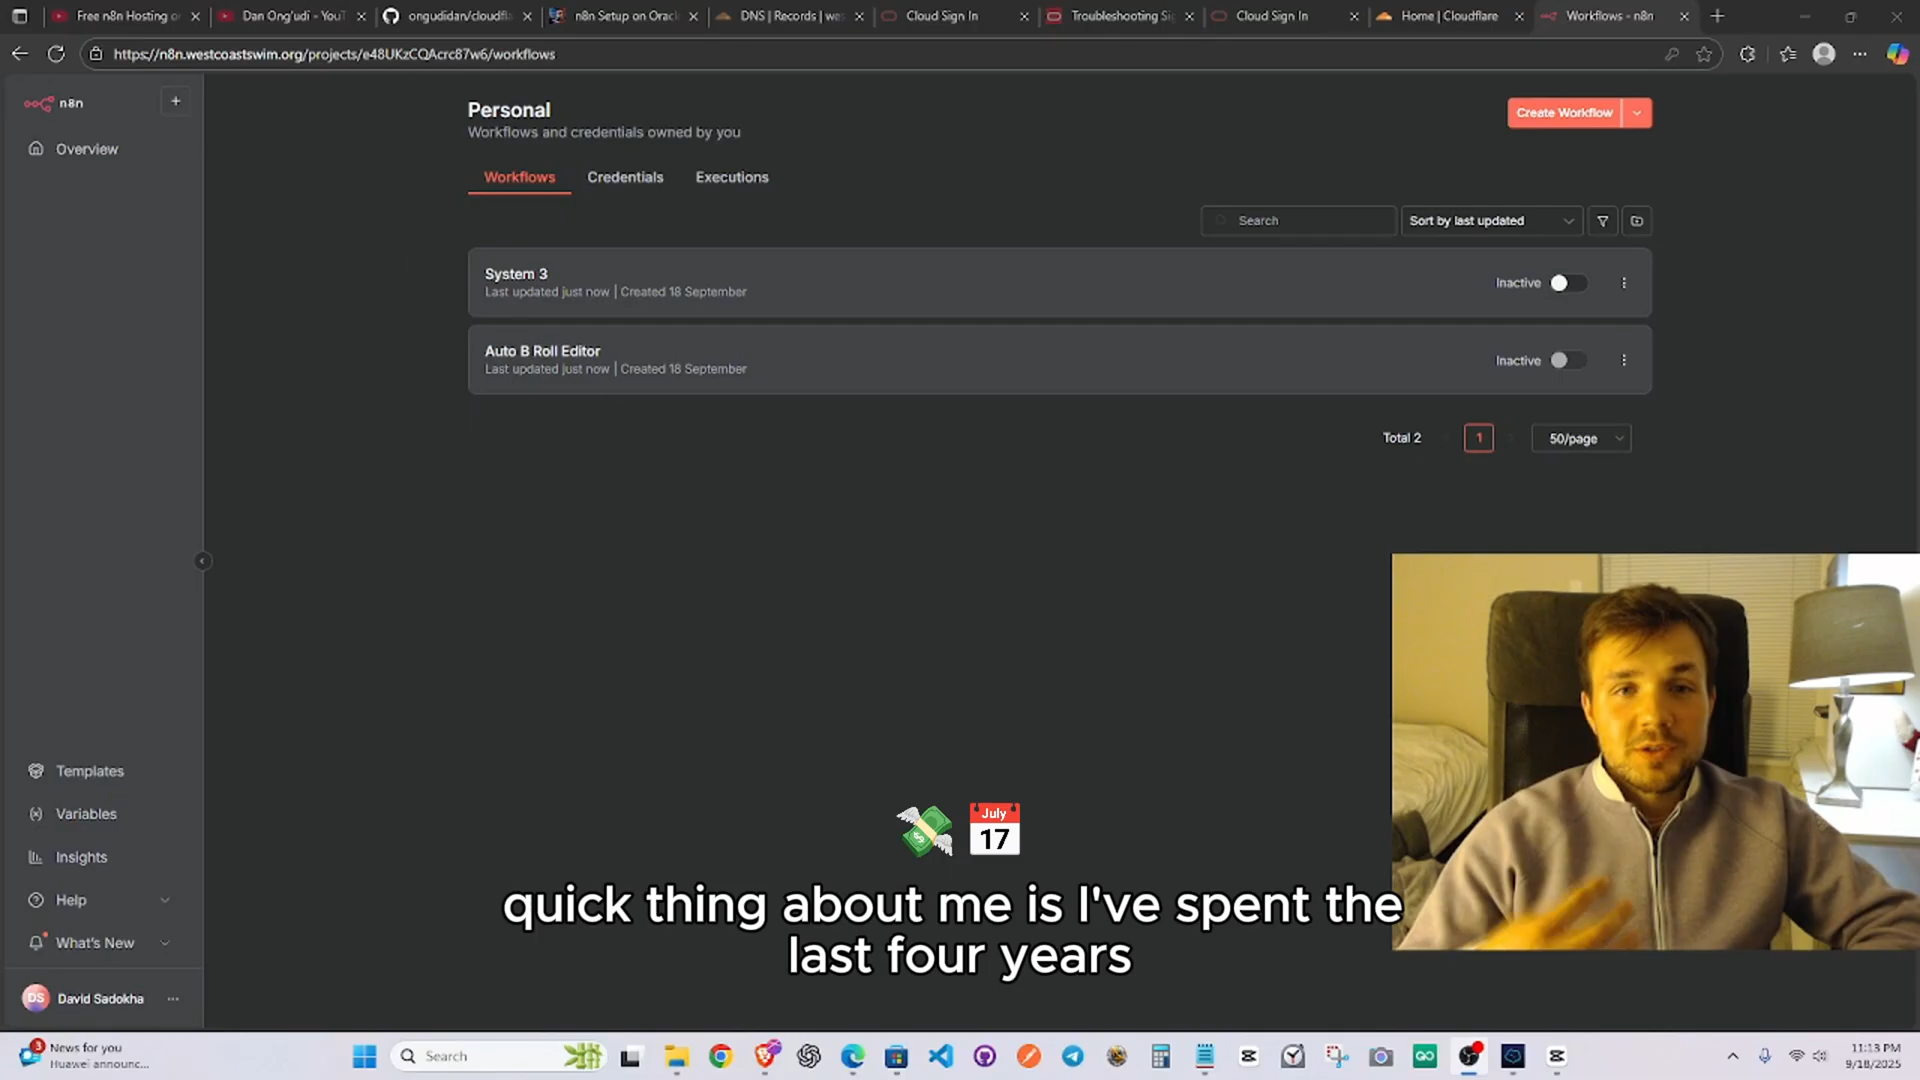 Free n8n Hosting o
Dan Ong'udi - YouT
ongudidan/cloudfl
n8n Setup on Orac
DNS | Records | wes
Cloud Sign In
Troubleshooting Si
Cloud Sign In
Home | Cloudflare
Workflows - n8n
https://n8n.westcoastswim.org/projects/e48UKzCQAcrc87w6/workflows
n8n
Overview
Personal
Workflows and credentials owned by you
Create Workflow
Workflows
Credentials
Executions
Search
Sort by last updated
System 3
Last updated just now | Created 18 September
Inactive
Auto B Roll Editor
Last updated just now | Created 18 September
Inactive
Total 2
1
50/page
Templates
Variables
Insights
Help
What's New
DS
David Sadokha
July
17
quick thing about me is I've spent the
last four years
3
News for you
Huawei announc...
Search
GO
11:13 PM
9/18/2025